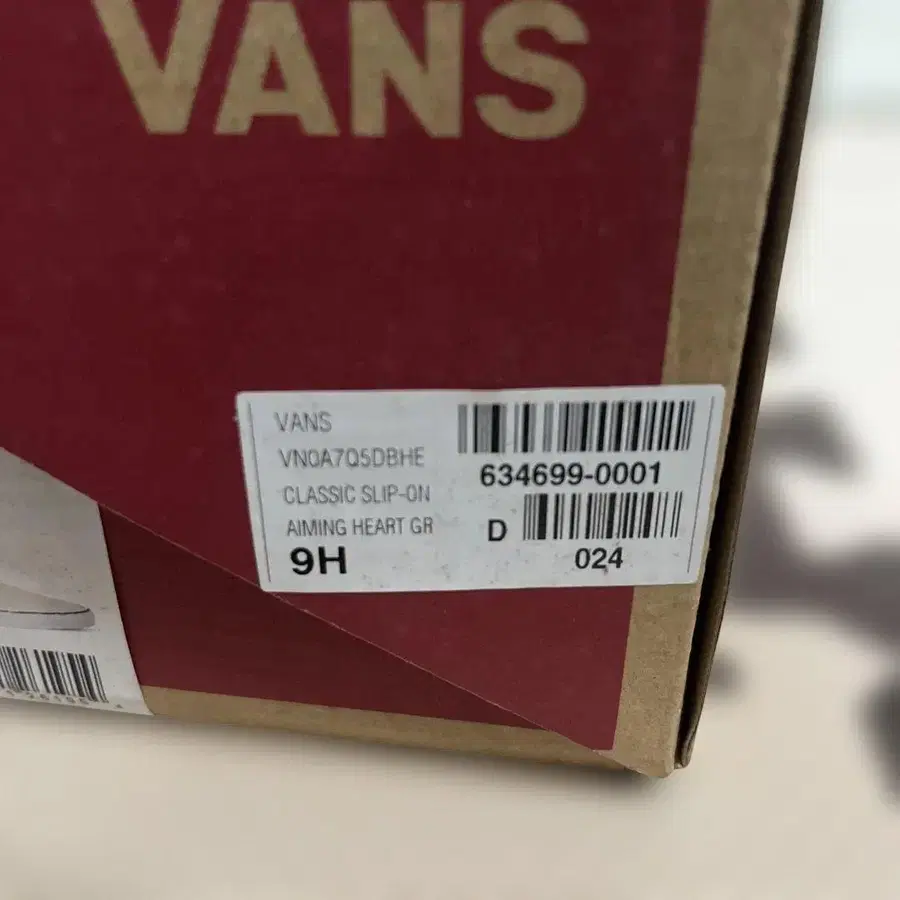 VANS
VANS
VN0A7Q5DBHE
CLASSIC SLIP-ON
AIMING HEART GR
9H
634699-0001
D
024